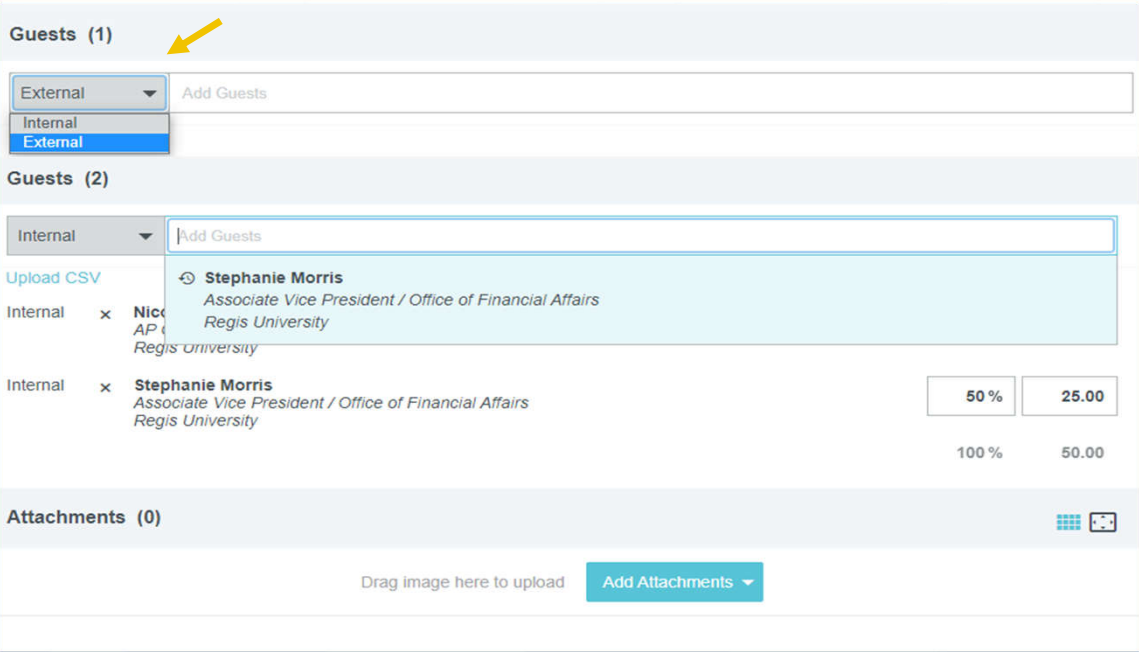 Guests (1)
External Add Guests
Internal
External
Guests (2)
Internal Add Guests
Upload CSV
Stephanie Morris
Associate Vice President / Office of Financial Affairs
Regis University
Internal × 
AP
Regis University
Internal × Stephanie Morris
Associate Vice President / Office of Financial Affairs
Regis University
50 % 25.00
100 % 50.00
Attachments (0)
Drag image here to upload Add Attachments